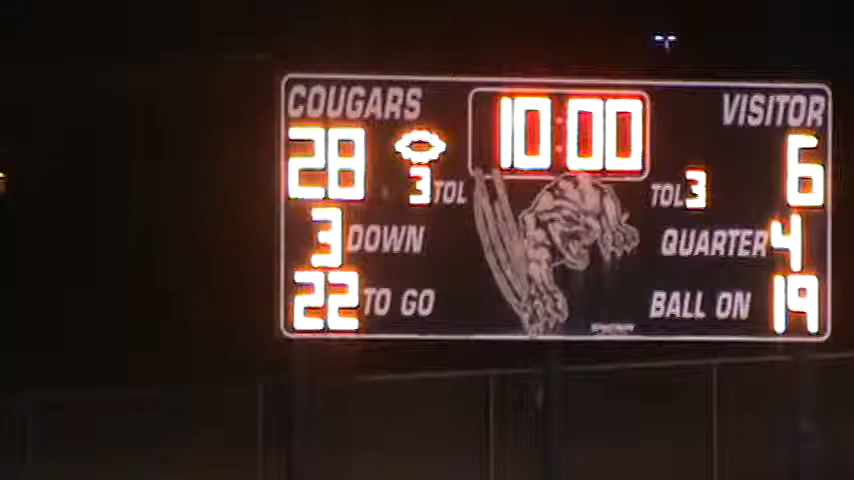 COUGARS 10:00 VISITOR
28 6
3 TOL TOL 3
3 DOWN QUARTER 4
22 TO GO BALL ON 19